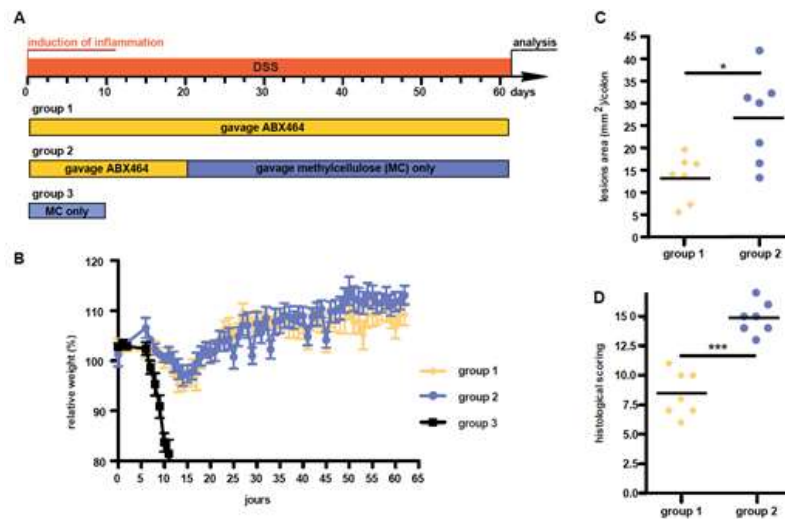 A
induction of inflammation
analysis
DSS
0 10 20 30 40 50 60 days
group 1
gavage ABX464
group 2
gavage ABX464 gavage methylcellulose (MC) only
group 3
MC only
B
relative weight (%)
120
110
100
90
80
0 5 10 15 20 25 30 35 40 45 50 55 60 65
jours
group 1
group 2
group 3
C
lesions area (mm2)/colon
45
40
35
30
25
20
15
10
5
0
*
group 1 group 2
D
histological scoring
15.0
12.5
10.0
7.5
5.0
2.5
0.0
***
group 1 group 2